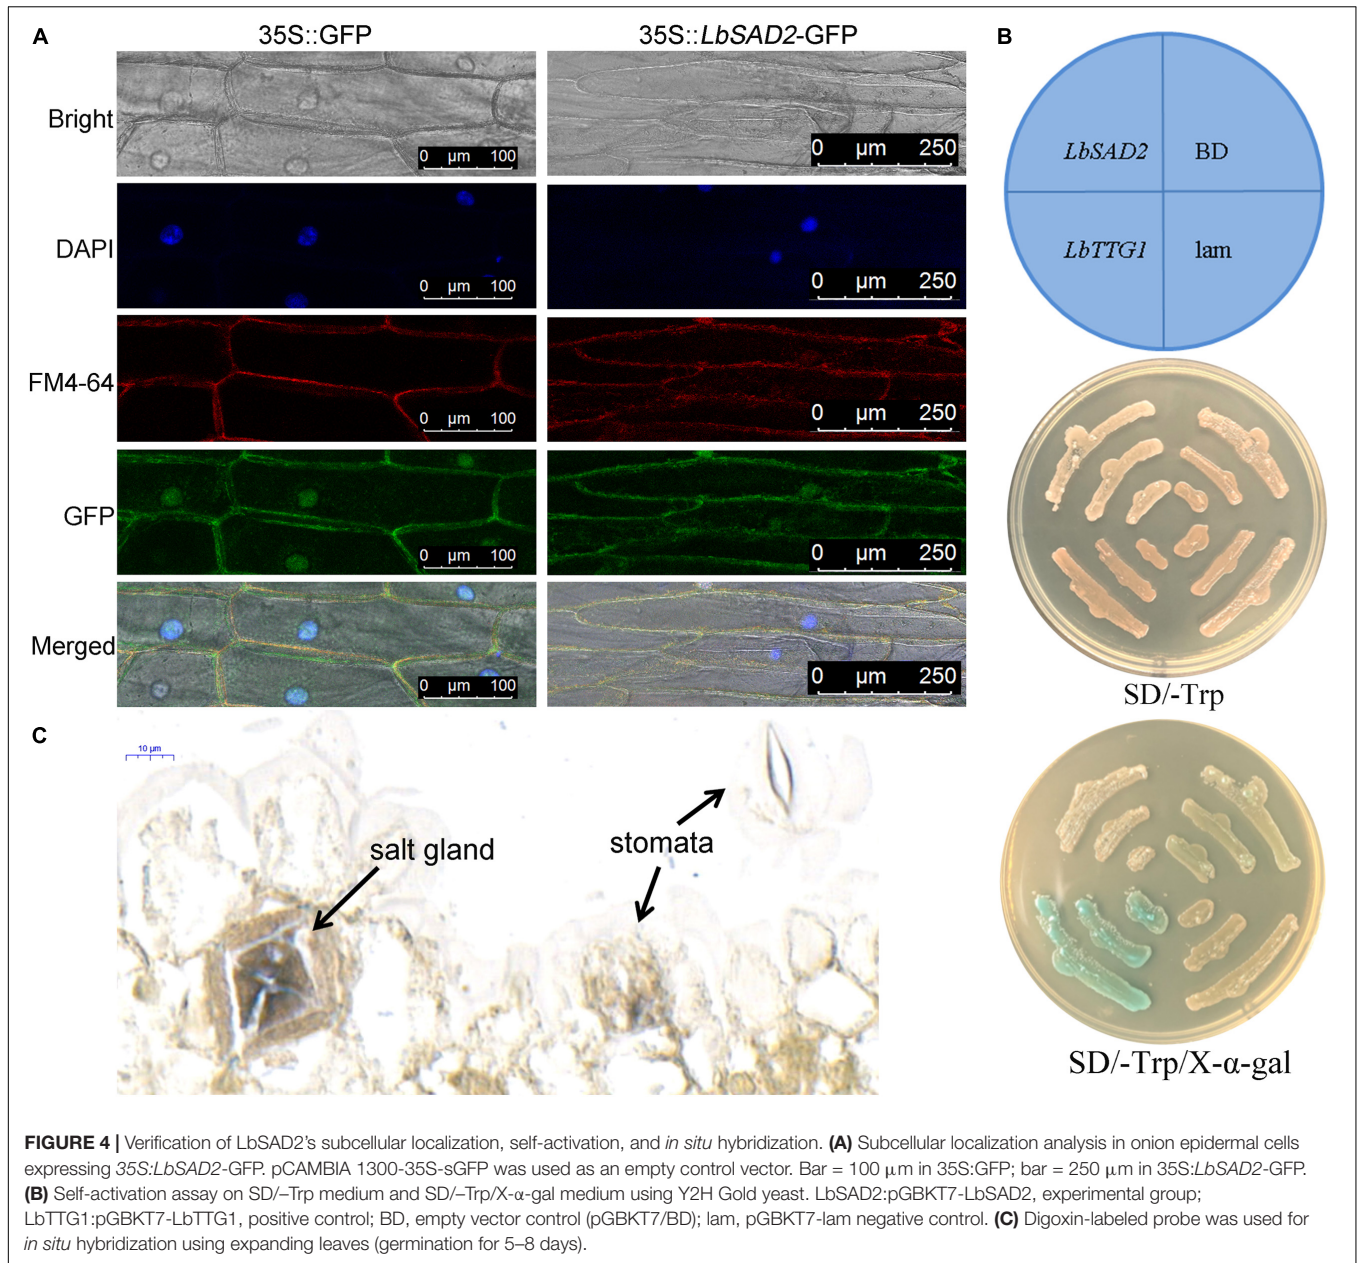 A
35S::GFP
35S::LbSAD2-GFP
B
Bright
0 µm 100
0 µm 250
DAPI
0 µm 100
0 µm 250
FM4-64
0 µm 100
0 µm 250
GFP
0 µm 100
0 µm 250
Merged
0 µm 100
0 µm 250
LbSAD2
BD
LbTTG1
lam
SD/-Trp
SD/-Trp/X-α-gal
C
10 µm
salt gland
stomata
FIGURE 4 | Verification of LbSAD2's subcellular localization, self-activation, and in situ hybridization. (A) Subcellular localization analysis in onion epidermal cells
expressing 35S:LbSAD2-GFP. pCAMBIA 1300-35S-sGFP was used as an empty control vector. Bar = 100 µm in 35S:GFP; bar = 250 µm in 35S:LbSAD2-GFP.
(B) Self-activation assay on SD/–Trp medium and SD/–Trp/X-α-gal medium using Y2H Gold yeast. LbSAD2:pGBKT7-LbSAD2, experimental group;
LbTTG1:pGBKT7-LbTTG1, positive control; BD, empty vector control (pGBKT7/BD); lam, pGBKT7-lam negative control. (C) Digoxin-labeled probe was used for
in situ hybridization using expanding leaves (germination for 5–8 days).